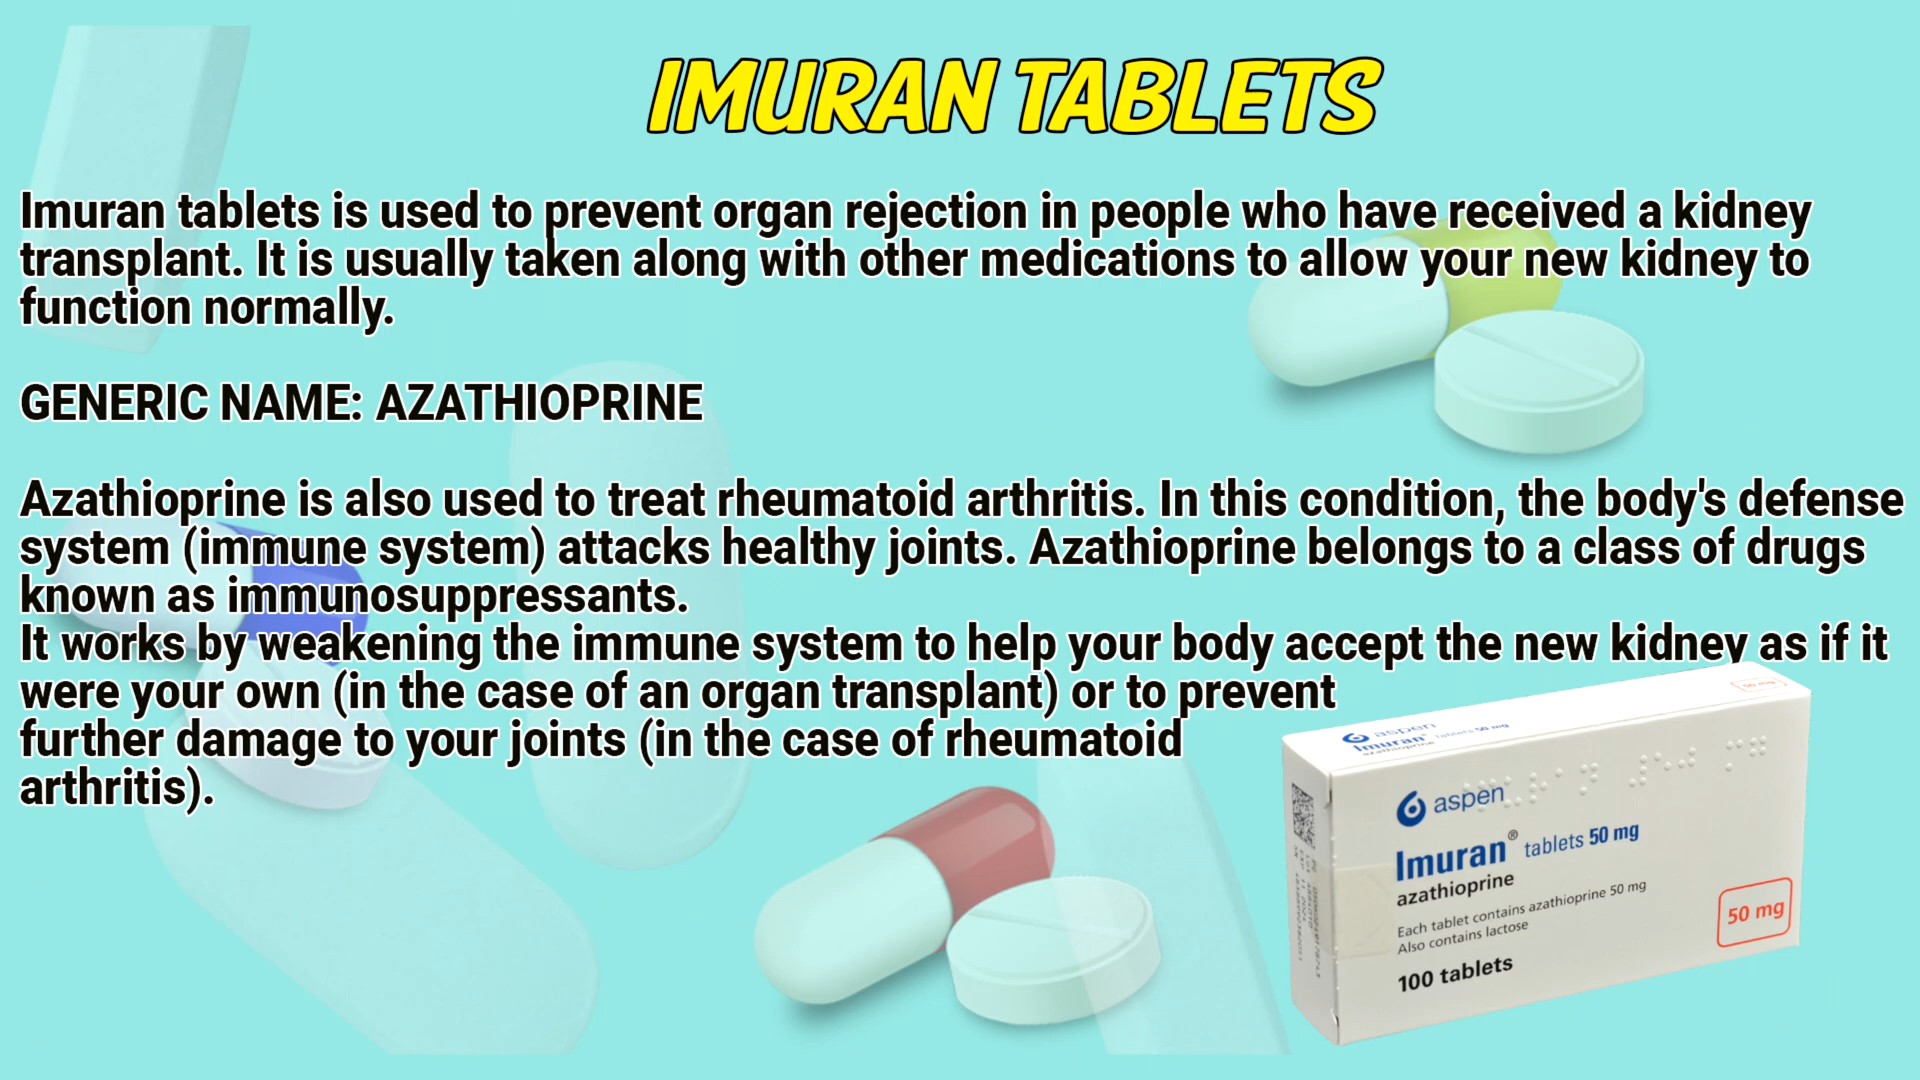 IMURAN TABLETS
Imuran tablets is used to prevent organ rejection in people who have received a kidney
transplant. It is usually taken along with other medications to allow your new kidney to
function normally.
GENERIC NAME: AZATHIOPRINE
Azathioprine is also used to treat rheumatoid arthritis. In this condition, the body's defense
system (immune system) attacks healthy joints. Azathioprine belongs to a class of drugs
known as immunosuppressants.
It works by weakening the immune system to help your body accept the new kidney as if it
were your own (in the case of an organ transplant) or to prevent
further damage to your joints (in the case of rheumatoid
arthritis).
50 mg
aspen
Imuran® tablets 50 mg
azathioprine
aspen
Imuran® tablets 50 mg
azathioprine
Each tablet contains azathioprine 50 mg
Also contains lactose
50 mg
100 tablets